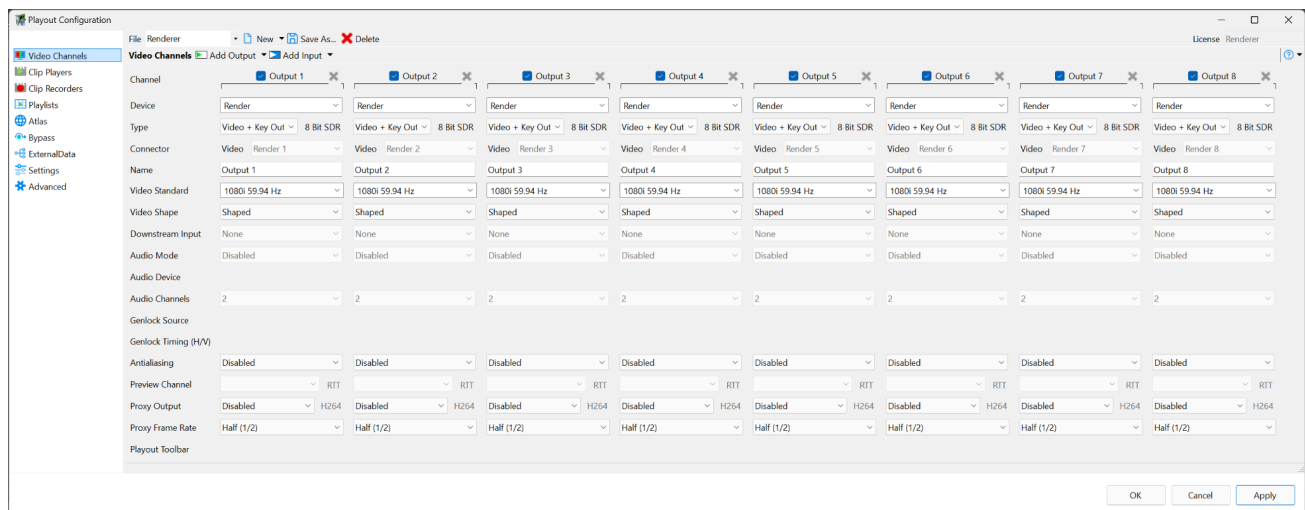 Playout Configuration
File Renderer New Save As... Delete License Renderer
Video Channels
Clip Players
Clip Recorders
Playlists
Atlas
Bypass
ExternalData
Settings
Advanced
Video Channels Add Output Add Input
Channel Output 1 Output 2 Output 3 Output 4 Output 5 Output 6 Output 7 Output 8
Device Render Render Render Render Render Render Render Render
Type Video + Key Out 8 Bit SDR Video + Key Out 8 Bit SDR Video + Key Out 8 Bit SDR Video + Key Out 8 Bit SDR Video + Key Out 8 Bit SDR Video + Key Out 8 Bit SDR Video + Key Out 8 Bit SDR Video + Key Out 8 Bit SDR
Connector Video Render 1 Video Render 2 Video Render 3 Video Render 4 Video Render 5 Video Render 6 Video Render 7 Video Render 8
Name Output 1 Output 2 Output 3 Output 4 Output 5 Output 6 Output 7 Output 8
Video Standard 1080i 59.94 Hz 1080i 59.94 Hz 1080i 59.94 Hz 1080i 59.94 Hz 1080i 59.94 Hz 1080i 59.94 Hz 1080i 59.94 Hz 1080i 59.94 Hz
Video Shape Shaped Shaped Shaped Shaped Shaped Shaped Shaped Shaped
Downstream Input None None None None None None None None
Audio Mode Disabled Disabled Disabled Disabled Disabled Disabled Disabled Disabled
Audio Device
Audio Channels 2 2 2 2 2 2 2 2
Genlock Source
Genlock Timing (H/V)
Antialiasing Disabled Disabled Disabled Disabled Disabled Disabled Disabled Disabled
Preview Channel RTT RTT RTT RTT RTT RTT RTT RTT
Proxy Output Disabled H264 Disabled H264 Disabled H264 Disabled H264 Disabled H264 Disabled H264 Disabled H264 Disabled H264
Proxy Frame Rate Half (1/2) Half (1/2) Half (1/2) Half (1/2) Half (1/2) Half (1/2) Half (1/2) Half (1/2)
Playout Toolbar
OK Cancel Apply